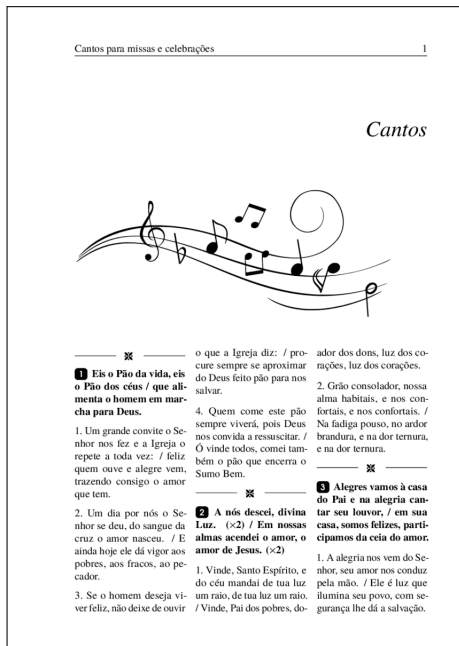 Cantos para missas e celebrações 1
Cantos
1 Eis o Pão da vida, eis
o Pão dos céus / que ali-
menta o homem em mar-
cha para Deus.
1. Um grande convite o Se-
nhor nos fez e a Igreja o
repete a toda vez: / feliz
quem ouve e alegre vem,
trazendo consigo o amor
que tem.
2. Um dia por nós o Se-
nhor se deu, do sangue da
cruz o amor nasceu. / E
ainda hoje ele dá vigor aos
pobres, aos fracos, ao pe-
cador.
3. Se o homem deseja vi-
ver feliz, não deixe de ouvir
o que a Igreja diz: / pro-
cure sempre se aproximar
do Deus feito pão para nos
salvar.
4. Quem come este pão
sempre viverá, pois Deus
nos convida a ressuscitar. /
Ó vinde todos, comei tam-
bém o pão que encerra o
Sumo Bem.
2 A nós descei, divina
Luz. (×2) / Em nossas
almas acendei o amor, o
amor de Jesus. (×2)
1. Vinde, Santo Espírito, e
do céu mandai de tua luz
um raio, de tua luz um raio.
/ Vinde, Pai dos pobres, do-
ador dos dons, luz dos co-
rações, luz dos corações.
2. Grão consolador, nossa
alma habitais, e nos con-
fortais, e nos confortais. /
Na fadiga pouso, no ardor
brandura, e na dor ternura,
e na dor ternura.
3 Alegres vamos à casa
do Pai e na alegria can-
tar seu louvor, / em sua
casa, somos felizes, parti-
cipamos da ceia do amor.
1. A alegria nos vem do Se-
nhor, seu amor nos conduz
pela mão. / Ele é luz que
ilumina seu povo, com se-
gurança lhe dá a salvação.